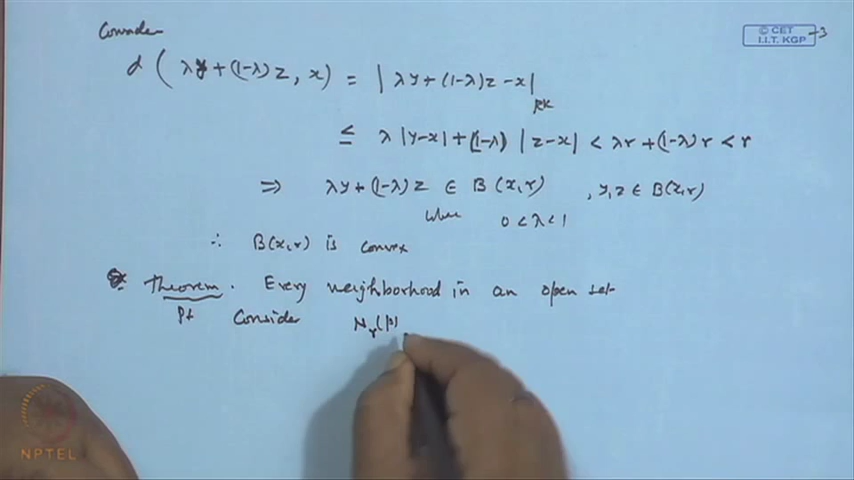 Consider
© CET
I.I.T. KGP
d ( λy + (1-λ) z , x ) = | λy + (1-λ) z - x |
≤ λ |y-x| + (1-λ) | z-x | < λr + (1-λ) r < r
⇒ λy + (1-λ) z ∈ B (x, r) , y, z ∈ B(x, r)
where 0 < λ < 1
∴ B(x, r) is convex
Theorem . Every neighborhood in an open set
Pf Consider Nr(p)
NPTEL